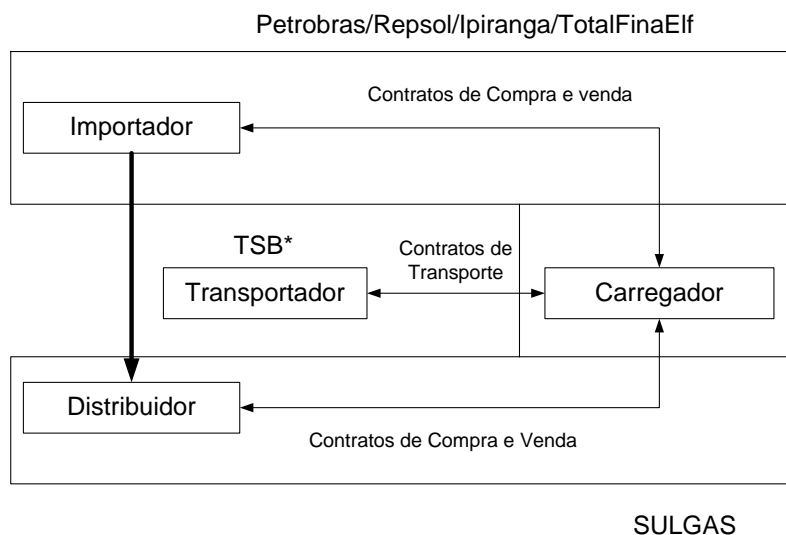 Petrobras/Repsol/Ipiranga/TotalFinaElf
Contratos de Compra e venda
Importador
TSB*
Contratos de
Transporte
Transportador
Carregador
Distribuidor
Contratos de Compra e Venda
SULGAS